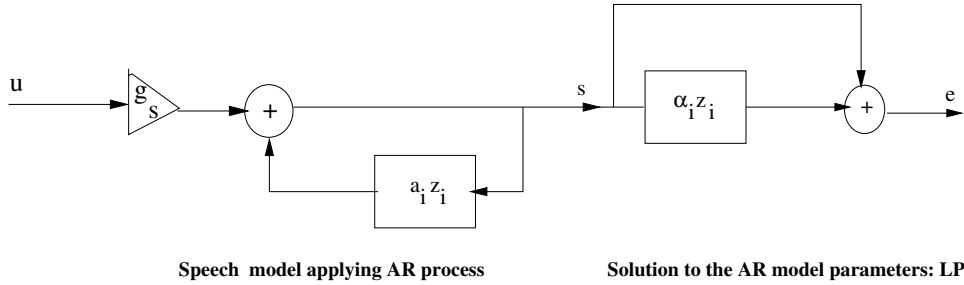 u
g s
+
s
α i z i
+
e
a i z i
Speech model applying AR process
Solution to the AR model parameters: LP